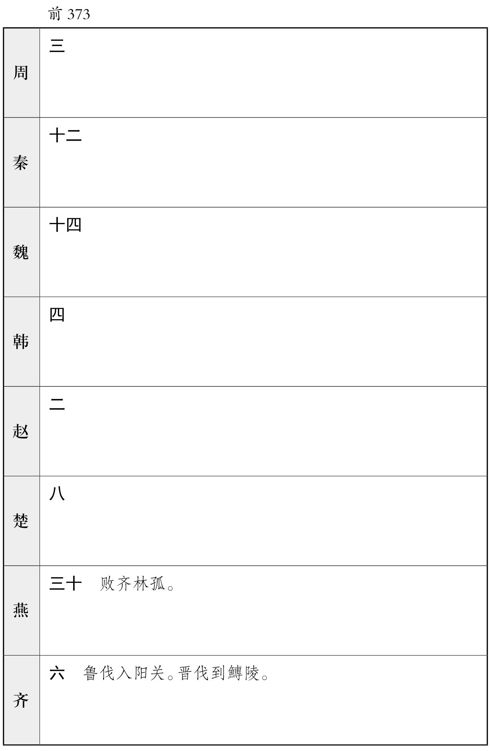 前 373
周 三
秦 十二
魏 十四
韩 四
赵 二
楚 八
燕 三十 败齐林孤。
齐 六 鲁伐入阳关。晋伐到鱄陵。